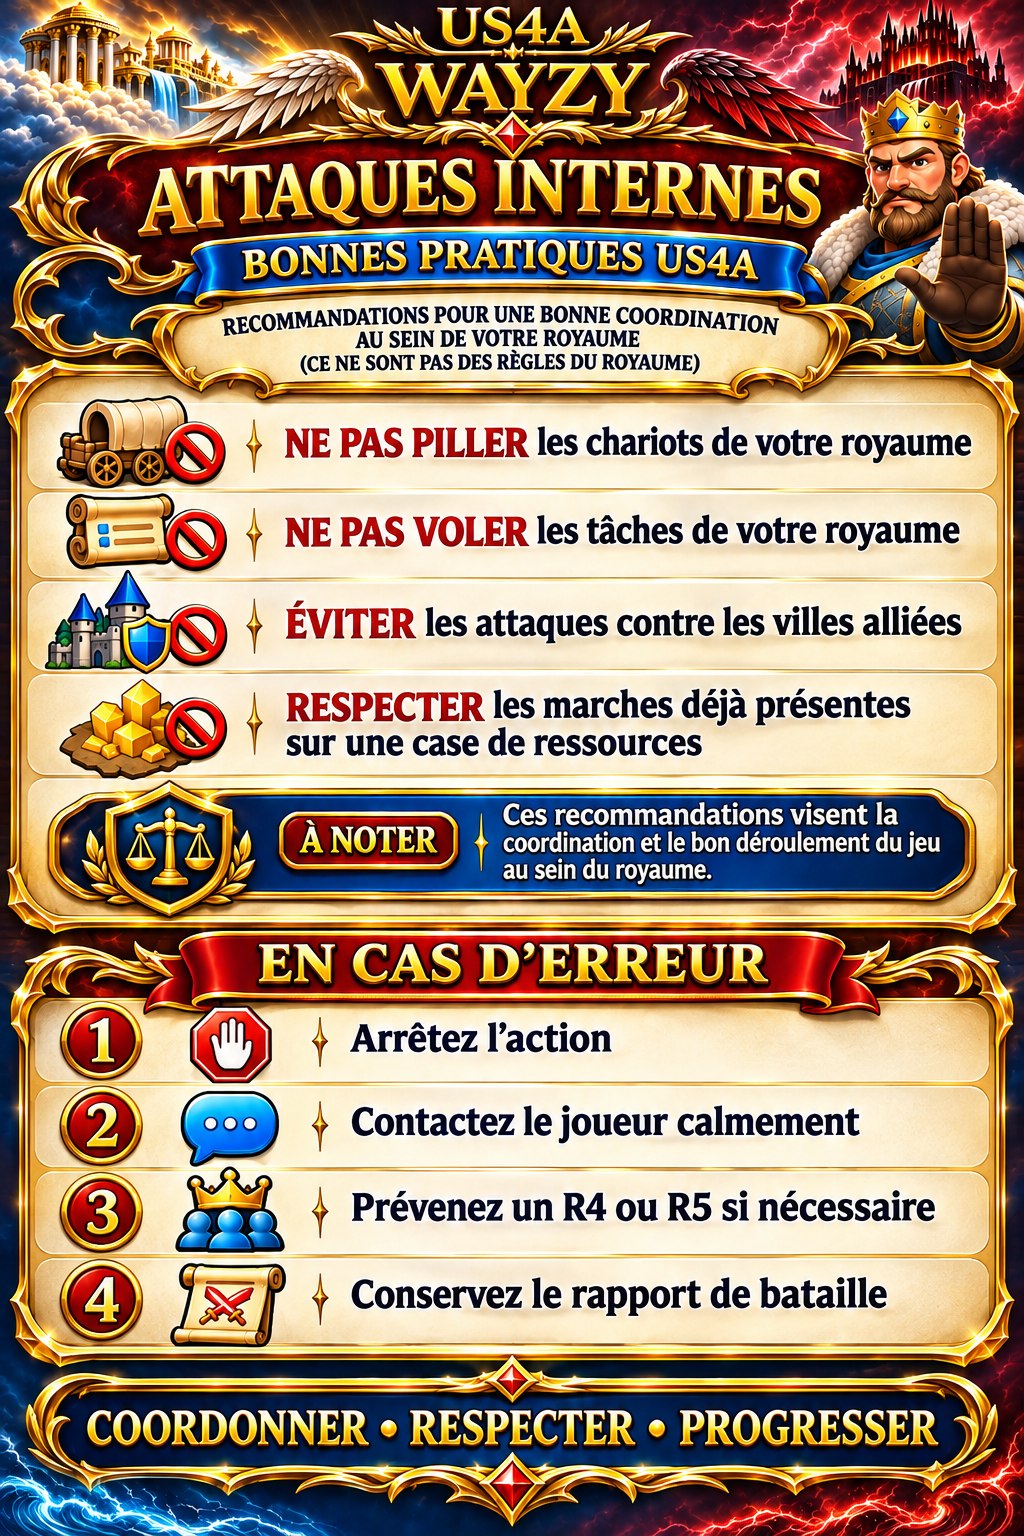 US4A
WAYZY
ATTAQUES INTERNES
BONNES PRATIQUES US4A
RECOMMANDATIONS POUR UNE BONNE COORDINATION
AU SEIN DE VOTRE ROYAUME
(CE NE SONT PAS DES RÈGLES DU ROYAUME)
NE PAS PILLER les chariots de votre royaume
NE PAS VOLER les tâches de votre royaume
ÉVITER les attaques contre les villes alliées
RESPECTER les marches déjà présentes
sur une case de ressources
À NOTER
Ces recommandations visent la
coordination et le bon déroulement du jeu
au sein du royaume.
EN CAS D'ERREUR
1 Arrêtez l'action
2 Contactez le joueur calmement
3 Prévenez un R4 ou R5 si nécessaire
4 Conservez le rapport de bataille
COORDONNER • RESPECTER • PROGRESSER